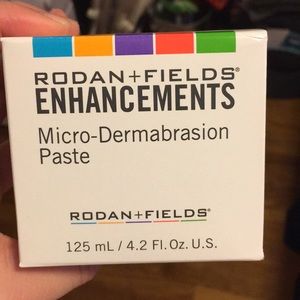 RODAN+FIELDS®
ENHANCEMENTS
Micro-Dermabrasion
Paste
RODAN+FIELDS®
125 mL / 4.2 Fl. Oz. U.S.